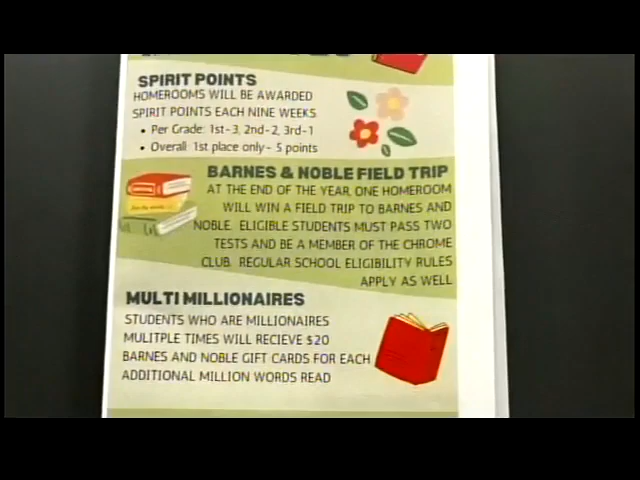 SPIRIT POINTS
HOMEROOMS WILL BE AWARDED
SPIRIT POINTS EACH NINE WEEKS.
• Per Grade: 1st-3, 2nd-2, 3rd-1
• Overall: 1st place only- 5 points
BARNES & NOBLE FIELD TRIP
AT THE END OF THE YEAR, ONE HOMEROOM
WILL WIN A FIELD TRIP TO BARNES AND
NOBLE. ELIGIBLE STUDENTS MUST PASS TWO
TESTS AND BE A MEMBER OF THE CHROME
CLUB. REGULAR SCHOOL ELIGIBILITY RULES
APPLY AS WELL
MULTI MILLIONAIRES
STUDENTS WHO ARE MILLIONAIRES
MULITPLE TIMES WILL RECIEVE $20
BARNES AND NOBLE GIFT CARDS FOR EACH
ADDITIONAL MILLION WORDS READ